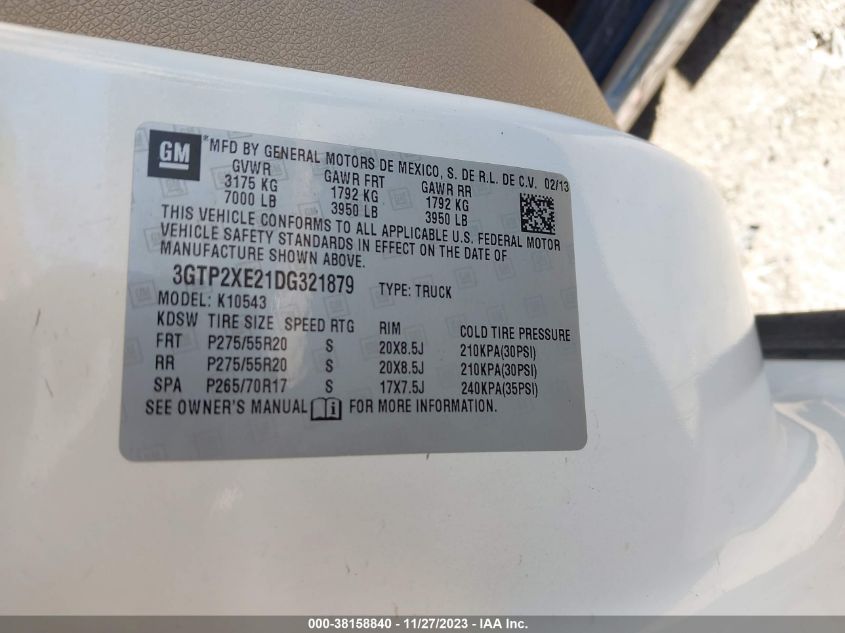 GM
MFD BY GENERAL MOTORS DE MEXICO, S. DE R.L. DE C.V. 02/13
GVWR GAWR FRT GAWR RR
3175 KG 1792 KG 1792 KG
7000 LB 3950 LB 3950 LB
THIS VEHICLE CONFORMS TO ALL APPLICABLE U.S. FEDERAL MOTOR
VEHICLE SAFETY STANDARDS IN EFFECT ON THE DATE OF
MANUFACTURE SHOWN ABOVE.
3GTP2XE21DG321879 TYPE: TRUCK
MODEL: K10543
KDSW TIRE SIZE SPEED RTG RIM COLD TIRE PRESSURE
FRT P275/55R20 S 20X8.5J 210KPA(30PSI)
RR P275/55R20 S 20X8.5J 210KPA(30PSI)
SPA P265/70R17 S 17X7.5J 240KPA(35PSI)
SEE OWNER'S MANUAL FOR MORE INFORMATION.
000-38158840 - 11/27/2023 - IAA Inc.